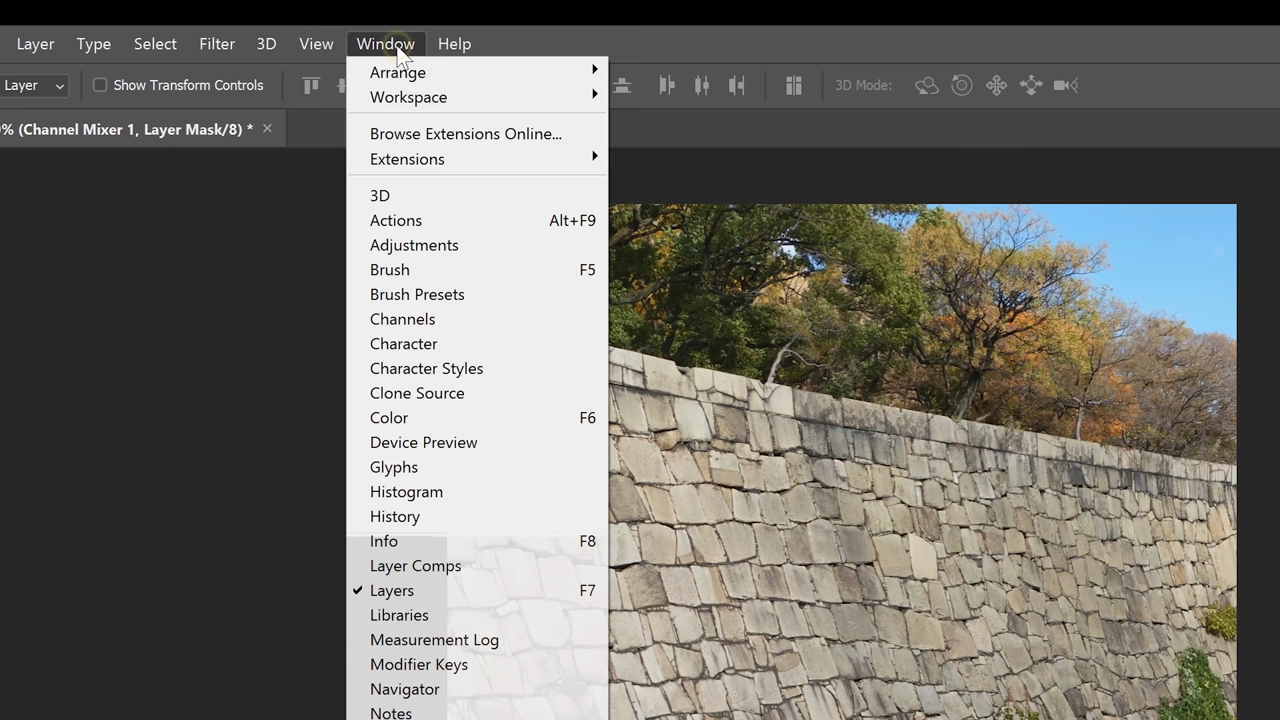 Layer Type Select Filter 3D View Window Help
Layer Show Transform Controls 3D Mode:
% (Channel Mixer 1, Layer Mask/8) * ×
Arrange
Workspace
Browse Extensions Online...
Extensions
3D
Actions Alt+F9
Adjustments
Brush F5
Brush Presets
Channels
Character
Character Styles
Clone Source
Color F6
Device Preview
Glyphs
Histogram
History
Info F8
Layer Comps
Layers F7
Libraries
Measurement Log
Modifier Keys
Navigator
Notes